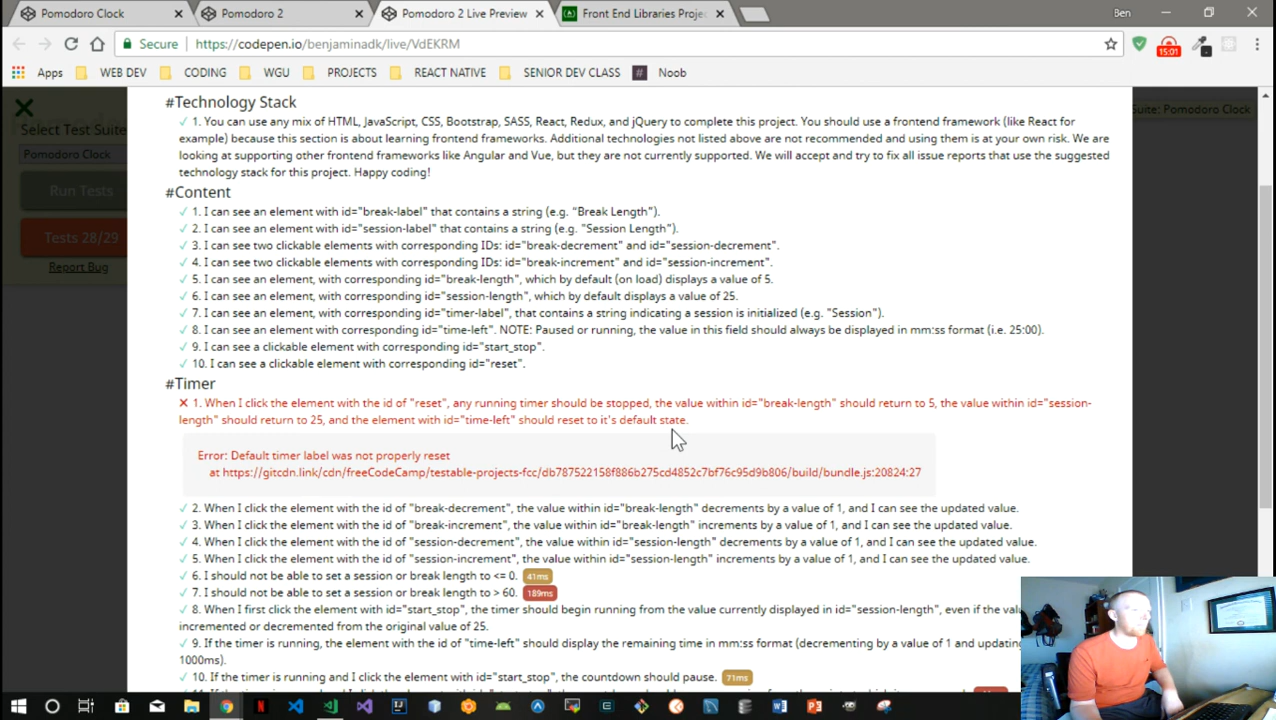 Pomodoro Clock
Pomodoro 2
Pomodoro 2 Live Preview
Front End Libraries Proje
Ben
Secure
https://codepen.io/benjaminadk/live/VdEKRM
15:01
Apps
WEB DEV
CODING
WGU
PROJECTS
REACT NATIVE
SENIOR DEV CLASS
#
Noob
Select Test Suite
Pomodoro Clock
Run Tests
Tests 28/29
Report Bug
Suite: Pomodoro Clock
#Technology Stack
✓ 1. You can use any mix of HTML, JavaScript, CSS, Bootstrap, SASS, React, Redux, and jQuery to complete this project. You should use a frontend framework (like React for
example) because this section is about learning frontend frameworks. Additional technologies not listed above are not recommended and using them is at your own risk. We are
looking at supporting other frontend frameworks like Angular and Vue, but they are not currently supported. We will accept and try to fix all issue reports that use the suggested
technology stack for this project. Happy coding!
#Content
✓ 1. I can see an element with id="break-label" that contains a string (e.g. “Break Length”).
✓ 2. I can see an element with id="session-label" that contains a string (e.g. "Session Length").
✓ 3. I can see two clickable elements with corresponding IDs: id="break-decrement" and id="session-decrement".
✓ 4. I can see two clickable elements with corresponding IDs: id="break-increment" and id="session-increment".
✓ 5. I can see an element, with corresponding id="break-length", which by default (on load) displays a value of 5.
✓ 6. I can see an element, with corresponding id="session-length", which by default displays a value of 25.
✓ 7. I can see an element, with corresponding id="timer-label", that contains a string indicating a session is initialized (e.g. "Session").
✓ 8. I can see an element with corresponding id="time-left". NOTE: Paused or running, the value in this field should always be displayed in mm:ss format (i.e. 25:00).
✓ 9. I can see a clickable element with corresponding id="start_stop".
✓ 10. I can see a clickable element with corresponding id="reset".
#Timer
✕ 1. When I click the element with the id of "reset", any running timer should be stopped, the value within id="break-length" should return to 5, the value within id="session-
length" should return to 25, and the element with id="time-left" should reset to it's default state.
Error: Default timer label was not properly reset
at https://gitcdn.link/cdn/freeCodeCamp/testable-projects-fcc/db787522158f886b275cd4852c7bf76c95d9b806/build/bundle.js:20824:27
✓ 2. When I click the element with the id of "break-decrement", the value within id="break-length" decrements by a value of 1, and I can see the updated value.
✓ 3. When I click the element with the id of "break-increment", the value within id="break-length" increments by a value of 1, and I can see the updated value.
✓ 4. When I click the element with the id of "session-decrement", the value within id="session-length" decrements by a value of 1, and I can see the updated value.
✓ 5. When I click the element with the id of "session-increment", the value within id="session-length" increments by a value of 1, and I can see the updated value.
✓ 6. I should not be able to set a session or break length to <= 0. 41ms
✓ 7. I should not be able to set a session or break length to > 60. 189ms
✓ 8. When I first click the element with id="start_stop", the timer should begin running from the value currently displayed in id="session-length", even if the valu
incremented or decremented from the original value of 25.
✓ 9. If the timer is running, the element with the id of "time-left" should display the remaining time in mm:ss format (decrementing by a value of 1 and updating
1000ms).
✓ 10. If the timer is running and I click the element with id="start_stop", the countdown should pause. 71ms